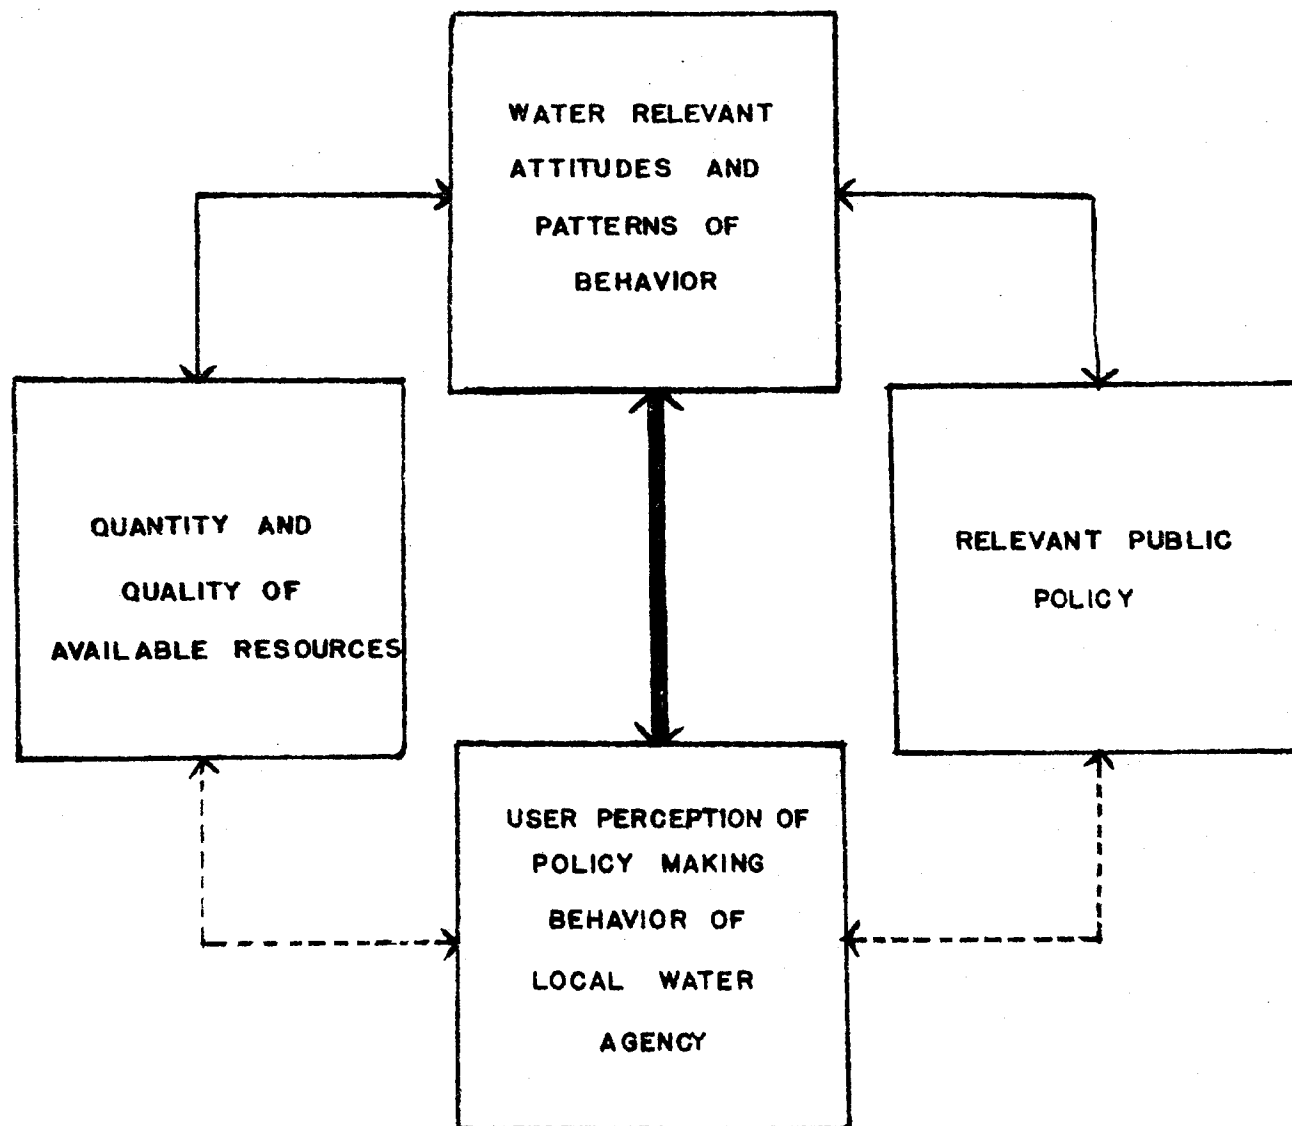 WATER RELEVANT
ATTITUDES AND
PATTERNS OF
BEHAVIOR
QUANTITY AND
QUALITY OF
AVAILABLE RESOURCES
RELEVANT PUBLIC
POLICY
USER PERCEPTION OF
POLICY MAKING
BEHAVIOR OF
LOCAL WATER
AGENCY